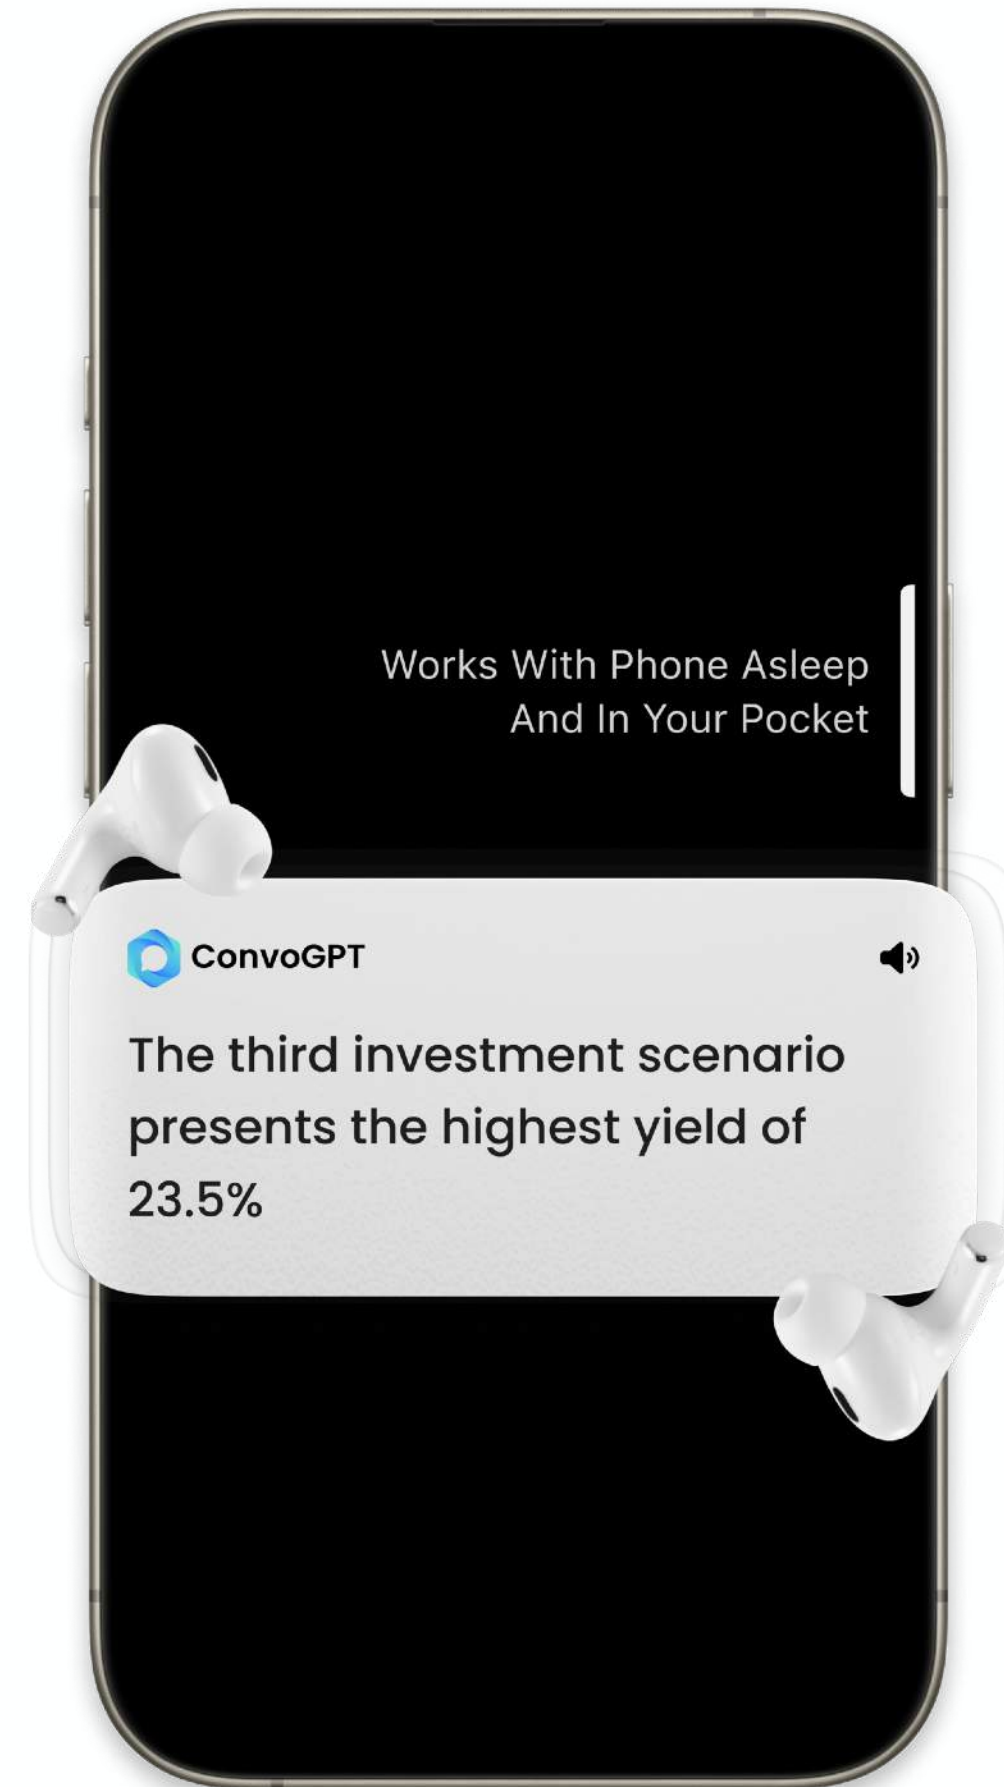 Works With Phone Asleep
And In Your Pocket
ConvoGPT
The third investment scenario
presents the highest yield of
23.5%